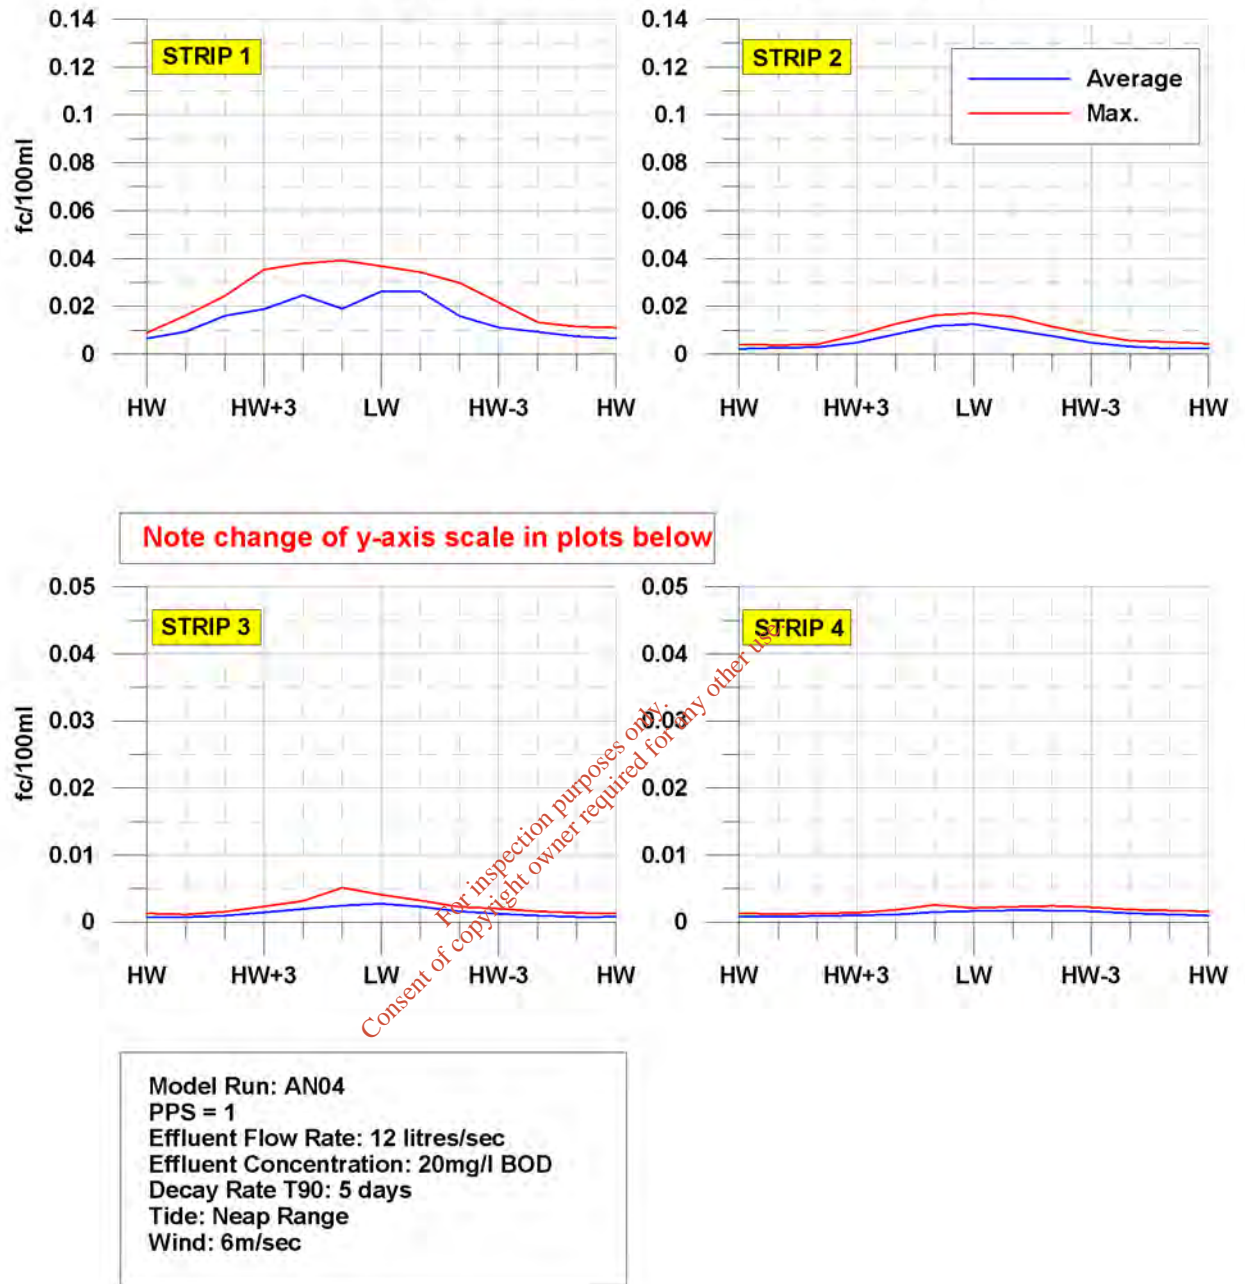 0.14
0.12
0.1
0.08
0.06
0.04
0.02
0
fc/100ml
STRIP 1
HW HW+3 LW HW-3 HW
0.14
0.12
0.1
0.08
0.06
0.04
0.02
0
STRIP 2
Average
Max.
HW HW+3 LW HW-3 HW
Note change of y-axis scale in plots below
0.05
0.04
0.03
0.02
0.01
0
fc/100ml
STRIP 3
HW HW+3 LW HW-3 HW
0.05
0.04
0.03
0.02
0.01
0
STRIP 4
HW HW+3 LW HW-3 HW
For inspection purposes only.
Consent of copyright owner required for any other use.
Model Run: AN04
PPS = 1
Effluent Flow Rate: 12 litres/sec
Effluent Concentration: 20mg/l BOD
Decay Rate T90: 5 days
Tide: Neap Range
Wind: 6m/sec